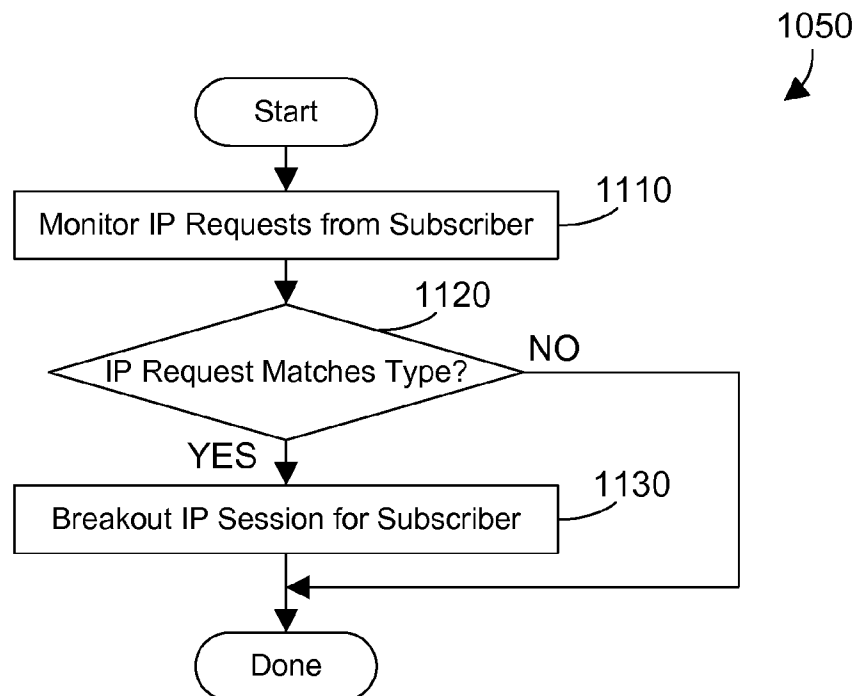 1050
Start
1110
Monitor IP Requests from Subscriber
1120
IP Request Matches Type?
NO
YES
1130
Breakout IP Session for Subscriber
Done